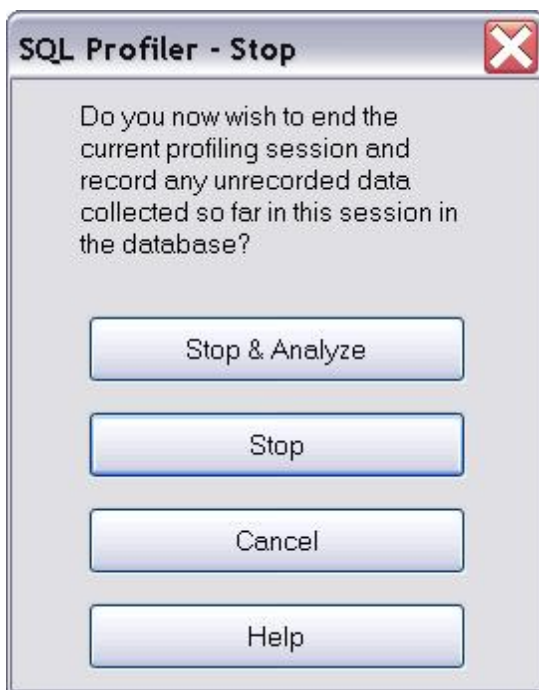 SQL Profiler - Stop
Do you now wish to end the
current profiling session and
record any unrecorded data
collected so far in this session in
the database?
Stop & Analyze
Stop
Cancel
Help